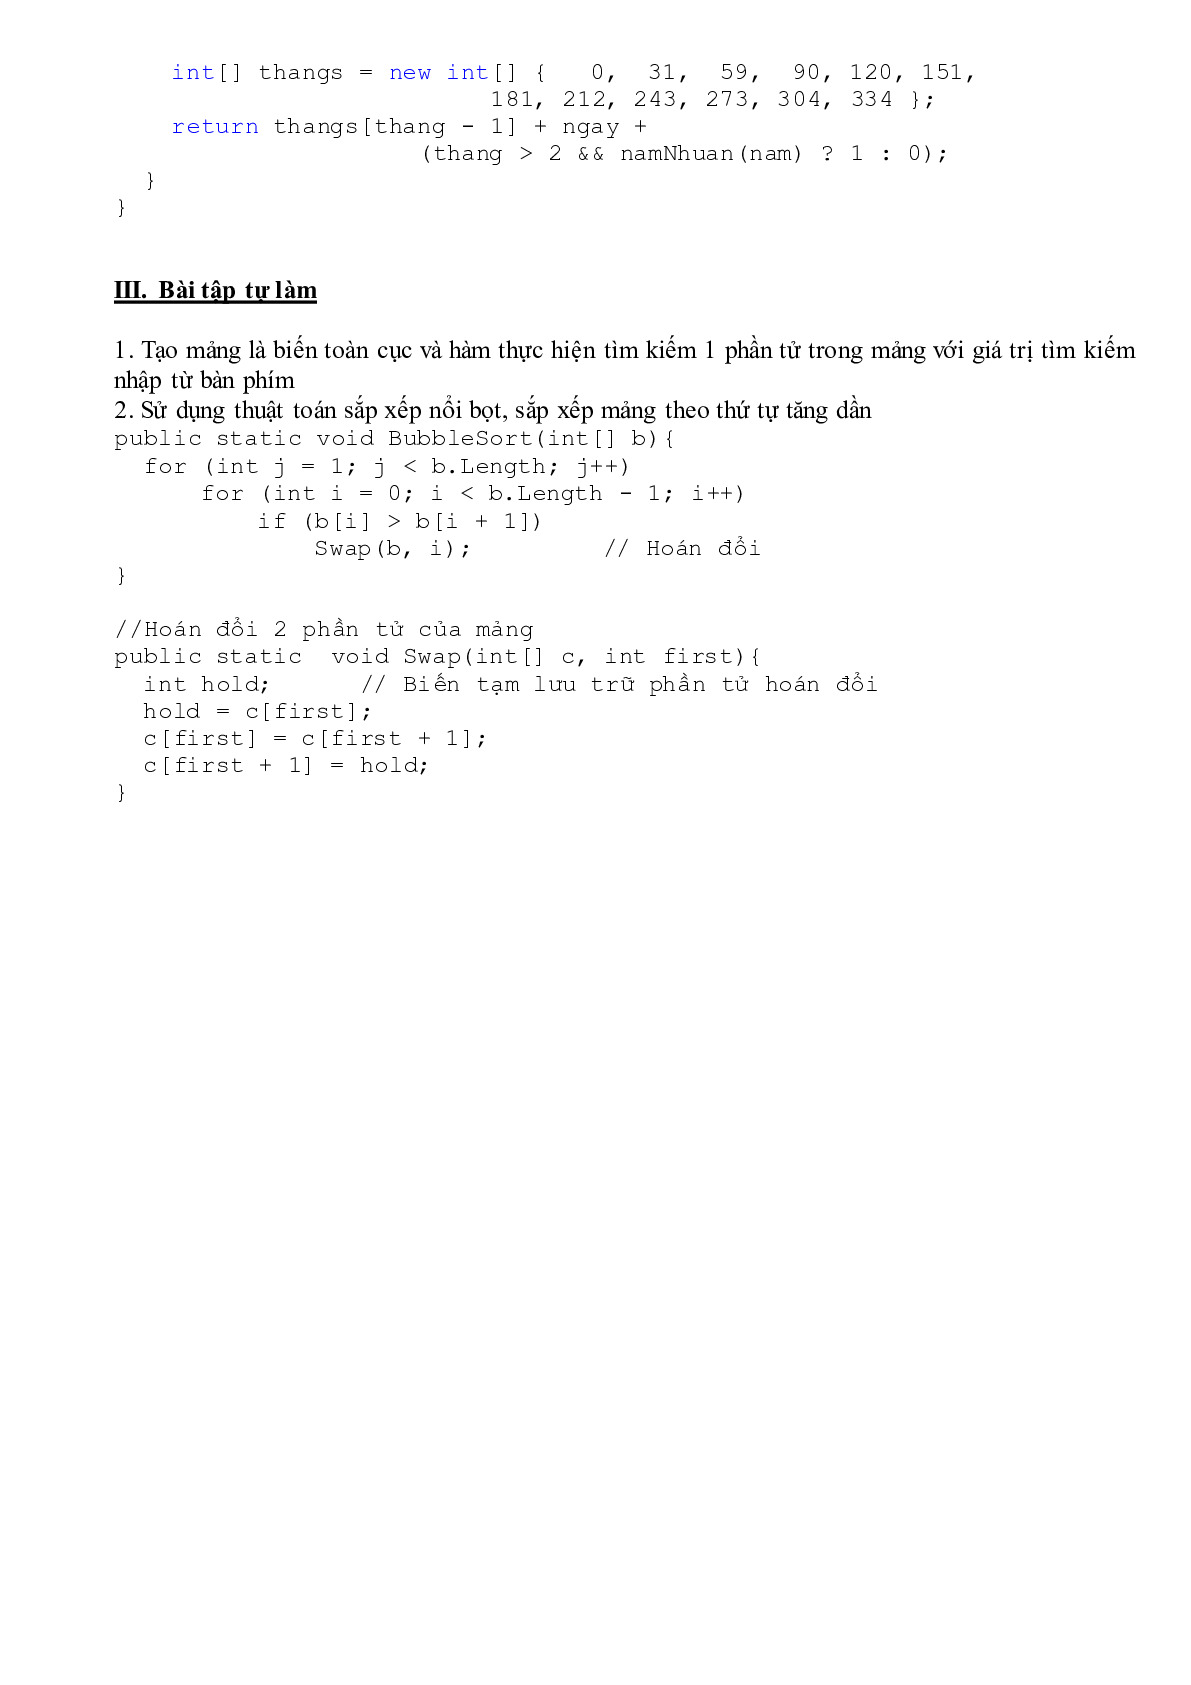 int[] thangs = new int[] {   0,  31,  59,  90, 120, 151,
181, 212, 243, 273, 304, 334 };
return thangs[thang - 1] + ngay +
(thang > 2 && namNhuan(nam) ? 1 : 0);
}
}
III.  Bài tập tự làm
1. Tạo mảng là biến toàn cục và hàm thực hiện tìm kiếm 1 phần tử trong mảng với giá trị tìm kiếm
nhập từ bàn phím
2. Sử dụng thuật toán sắp xếp nổi bọt, sắp xếp mảng theo thứ tự tăng dần
public static void BubbleSort(int[] b){
for (int j = 1; j < b.Length; j++)
for (int i = 0; i < b.Length - 1; i++)
if (b[i] > b[i + 1])
Swap(b, i);         // Hoán đổi
}
//Hoán đổi 2 phần tử của mảng
public static  void Swap(int[] c, int first){
int hold;      // Biến tạm lưu trữ phần tử hoán đổi
hold = c[first];
c[first] = c[first + 1];
c[first + 1] = hold;
}